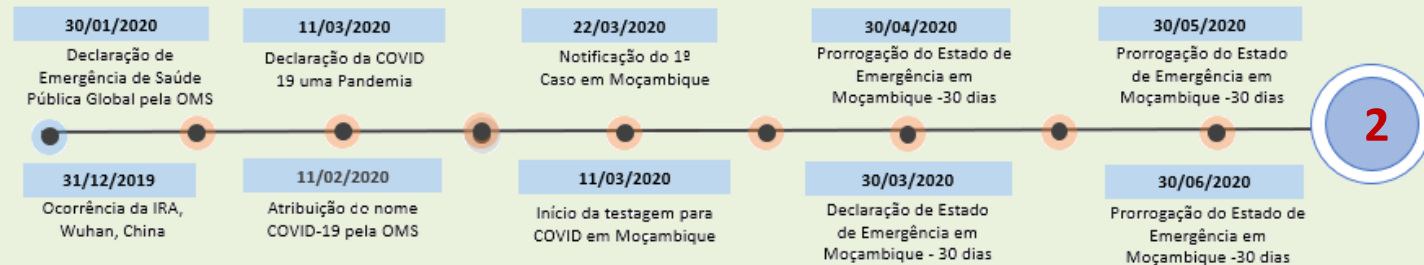 30/01/2020
Declaração de
Emergência de Saúde
Pública Global pela OMS
11/03/2020
Declaração da COVID
19 uma Pandemia
22/03/2020
Notificação do 1º
Caso em Moçambique
30/04/2020
Prorrogação do Estado de
Emergência em
Moçambique -30 dias
30/05/2020
Prorrogação do Estado
de Emergência em
Moçambique -30 dias
2
31/12/2019
Ocorrência da IRA,
Wuhan, China
11/02/2020
Atribuição do nome
COVID-19 pela OMS
11/03/2020
Início da testagem para
COVID em Moçambique
30/03/2020
Declaração de Estado
de Emergência em
Moçambique - 30 dias
30/06/2020
Prorrogação do Estado de
Emergência em
Moçambique -30 dias